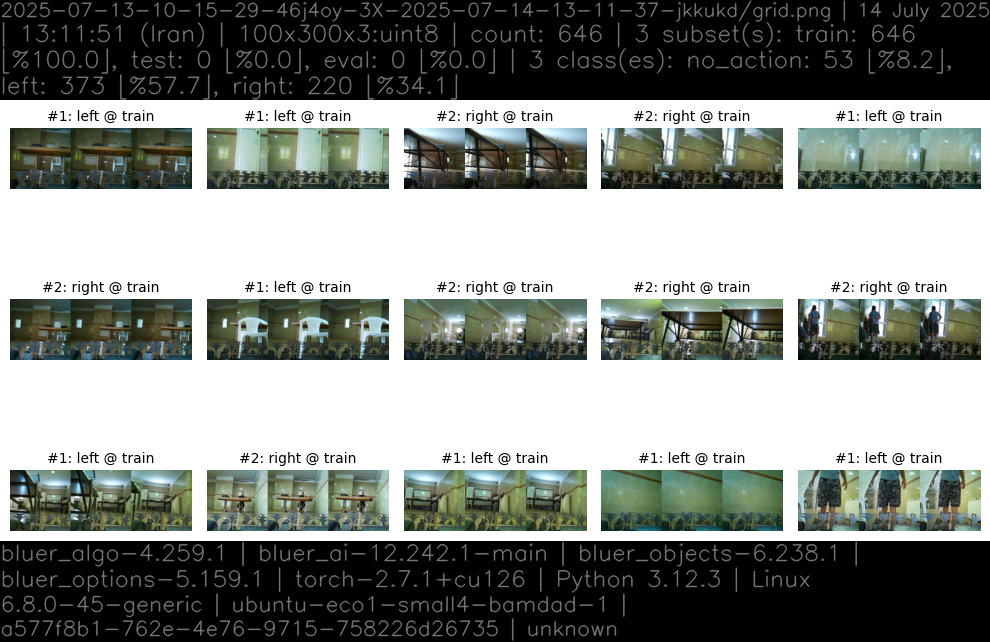 2025-07-13-10-15-29-46j4oy-3X-2025-07-14-13-11-37-jkkukd/grid.png | 14 July 2025
| 13:11:51 (Iran) | 100x300x3:uint8 | count: 646 | 3 subset(s): train: 646
[%100.0], test: 0 [%0.0], eval: 0 [%0.0] | 3 class(es): no_action: 53 [%8.2],
left: 373 [%57.7], right: 220 [%34.1]
#1: left @ train #1: left @ train #2: right @ train #2: right @ train #1: left @ train
#2: right @ train #1: left @ train #2: right @ train #2: right @ train #2: right @ train
#1: left @ train #2: right @ train #1: left @ train #1: left @ train #1: left @ train
bluer_algo-4.259.1 | bluer_ai-12.242.1-main | bluer_objects-6.238.1 |
bluer_options-5.159.1 | torch-2.7.1+cu126 | Python 3.12.3 | Linux
6.8.0-45-generic | ubuntu-eco1-small4-bamdad-1 |
a577f8b1-762e-4e76-9715-758226d26735 | unknown